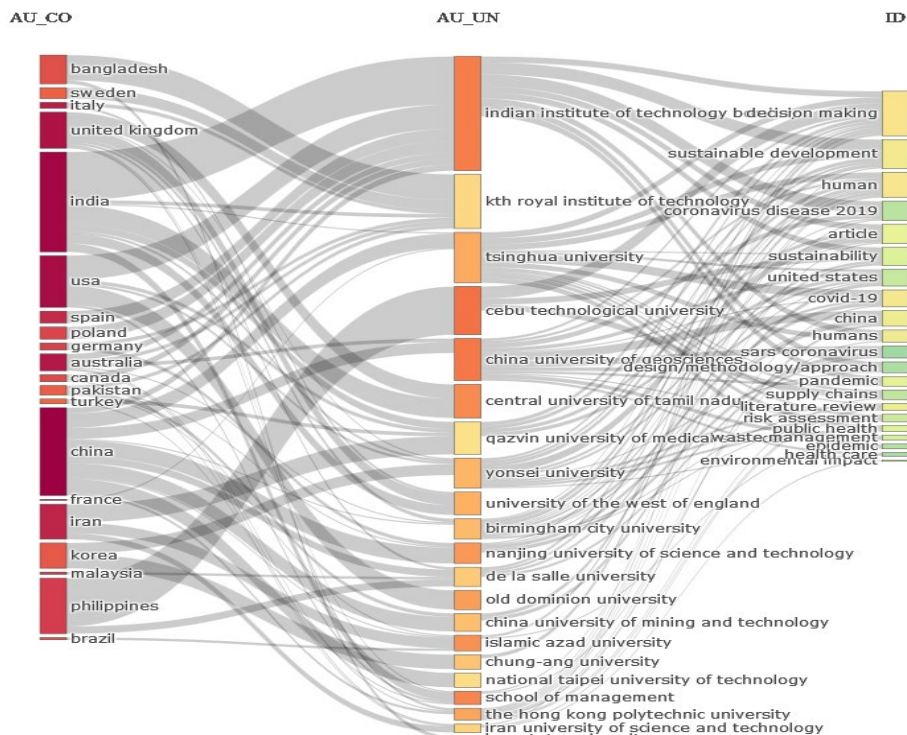 AU_CO
AU_UN
ID
bangladesh
sweden
italy
united kingdom
india
usa
spain
poland
germany
australia
canada
pakistan
turkey
china
france
iran
korea
malaysia
philippines
brazil
indian institute of technology
kth royal institute of technology
tsinghua university
cebu technological university
china university of geosciences
central university of tamil nadu
qazvin university of medical
yonsei university
university of the west of england
birmingham city university
nanjing university of science and technology
de la salle university
old dominion university
china university of mining and technology
islamic azad university
chung-ang university
national taipei university of technology
school of management
the hong kong polytechnic university
iran university of science and technology
decision making
sustainable development
human
coronavirus disease 2019
article
sustainability
united states
covid-19
china
humans
sars coronavirus
design/methodology/approach
pandemic
supply chains
literature review
risk assessment
public health
waste management
epidemic
health care
environmental impact